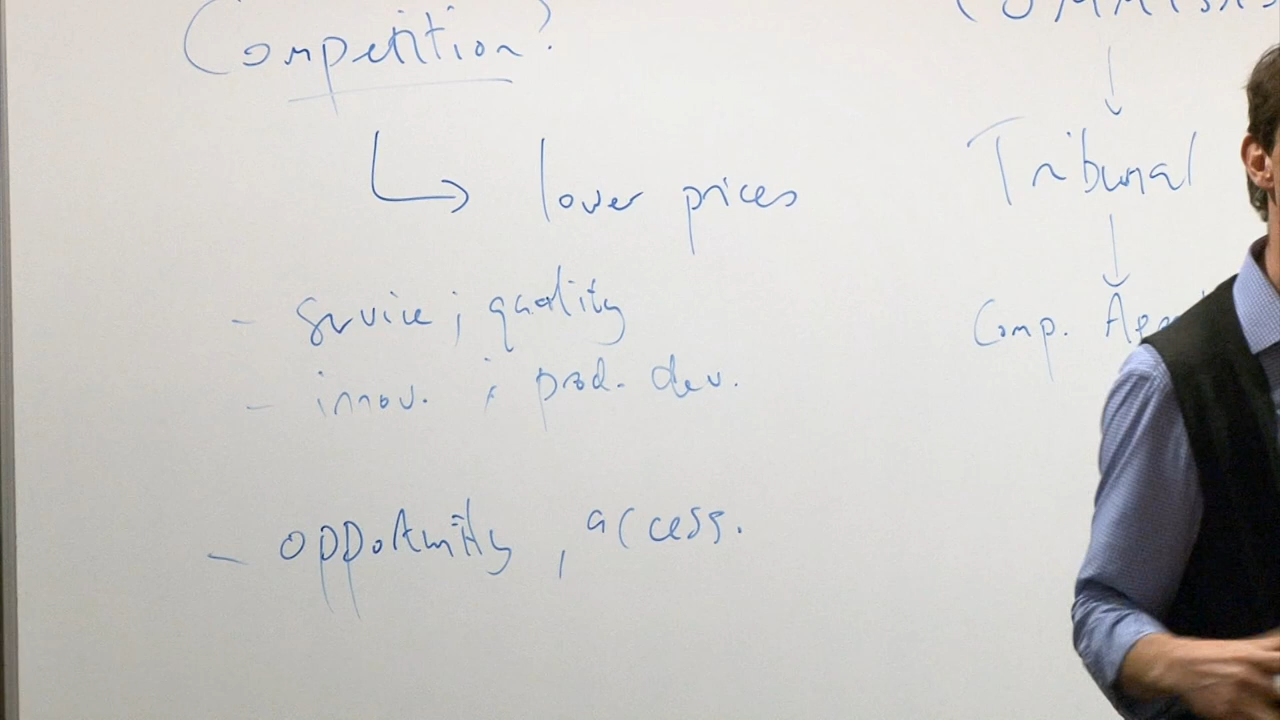 Competition?
lower prices
- service ; quality
- innov. ; prod. dev.
- opportunity , access.
Tribunal
Comp.